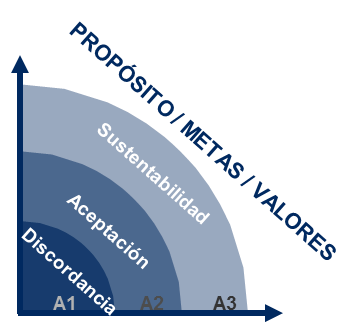 PROPÓSITO / METAS / VALORES
Sustentabilidad
Aceptación
Discordancia
A1 A2 A3